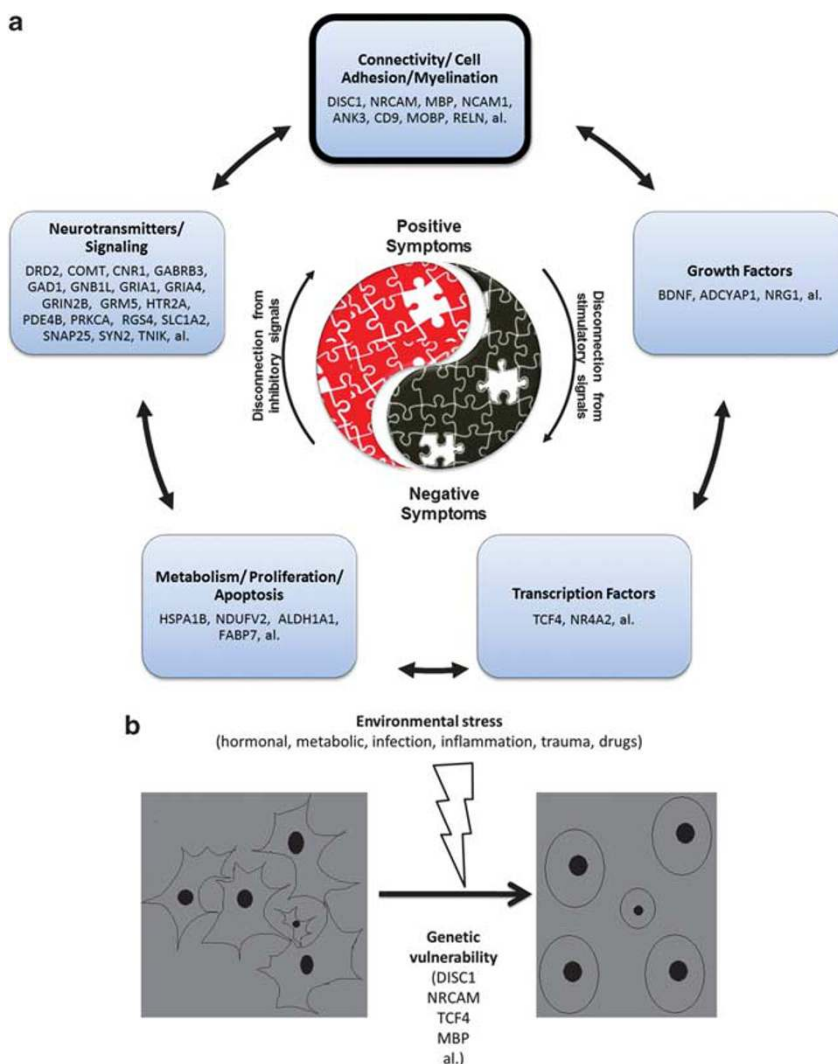 a
Connectivity/ Cell
Adhesion/Myelination
DISC1, NRCAM, MBP, NCAM1,
ANK3, CD9, MOBP, RELN, al.
Neurotransmitters/
Signaling
DRD2, COMT, CNR1, GABRB3,
GAD1, GNB1L, GRIA1, GRIA4,
GRIN2B, GRM5, HTR2A,
PDE4B, PRKCA, RGS4, SLC1A2,
SNAP25, SYN2, TNIK, al.
Positive
Symptoms
Disconnection from
inhibitory signals
Disconnection from
stimulatory signals
Negative
Symptoms
Growth Factors
BDNF, ADCYAP1, NRG1, al.
Metabolism/ Proliferation/
Apoptosis
HSPA1B, NDUFV2, ALDH1A1,
FABP7, al.
Transcription Factors
TCF4, NR4A2, al.
b
Environmental stress
(hormonal, metabolic, infection, inflammation, trauma, drugs)
Genetic
vulnerability
(DISC1
NRCAM
TCF4
MBP
al.)